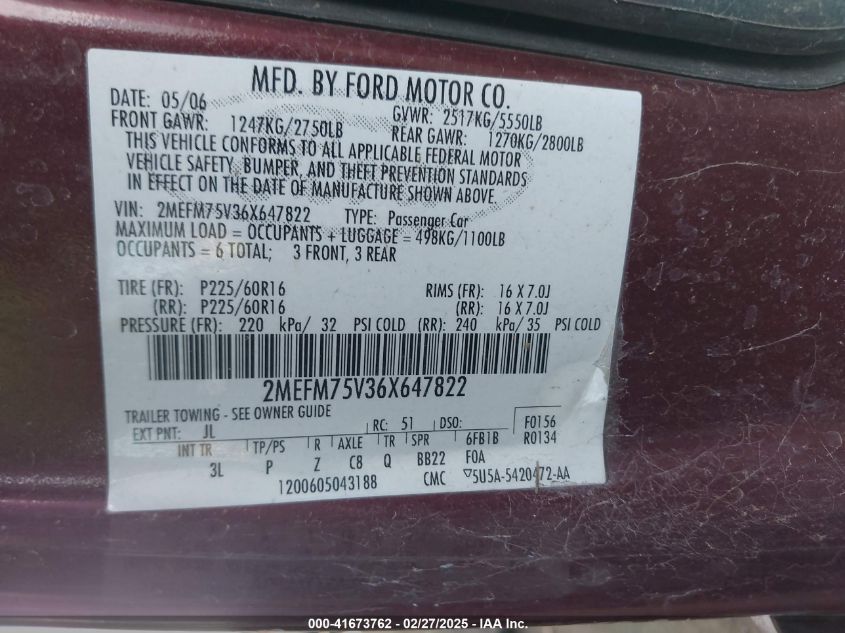 MFD. BY FORD MOTOR CO.
DATE: 05/06 GVWR: 2517KG/5550LB
FRONT GAWR: 1247KG/2750LB REAR GAWR: 1270KG/2800LB
THIS VEHICLE CONFORMS TO ALL APPLICABLE FEDERAL MOTOR
VEHICLE SAFETY, BUMPER, AND THEFT PREVENTION STANDARDS
IN EFFECT ON THE DATE OF MANUFACTURE SHOWN ABOVE.
VIN: 2MEFM75V36X647822 TYPE: Passenger Car
MAXIMUM LOAD = OCCUPANTS + LUGGAGE = 498KG/1100LB
OCCUPANTS = 6 TOTAL; 3 FRONT, 3 REAR
TIRE (FR): P225/60R16 RIMS (FR): 16 X 7.0J
(RR): P225/60R16 (RR): 16 X 7.0J
PRESSURE (FR): 220 kPa/ 32 PSI COLD (RR): 240 kPa/ 35 PSI COLD
2MEFM75V36X647822
TRAILER TOWING - SEE OWNER GUIDE
EXT PNT: JL RC: 51 DSO: F0156
INT TR TP/PS R AXLE TR SPR 6FB1B R0134
3L P Z C8 Q BB22 F0A
1200605043188 CMC ▽5U5A-5420472-AA
000-41673762 - 02/27/2025 - IAA Inc.